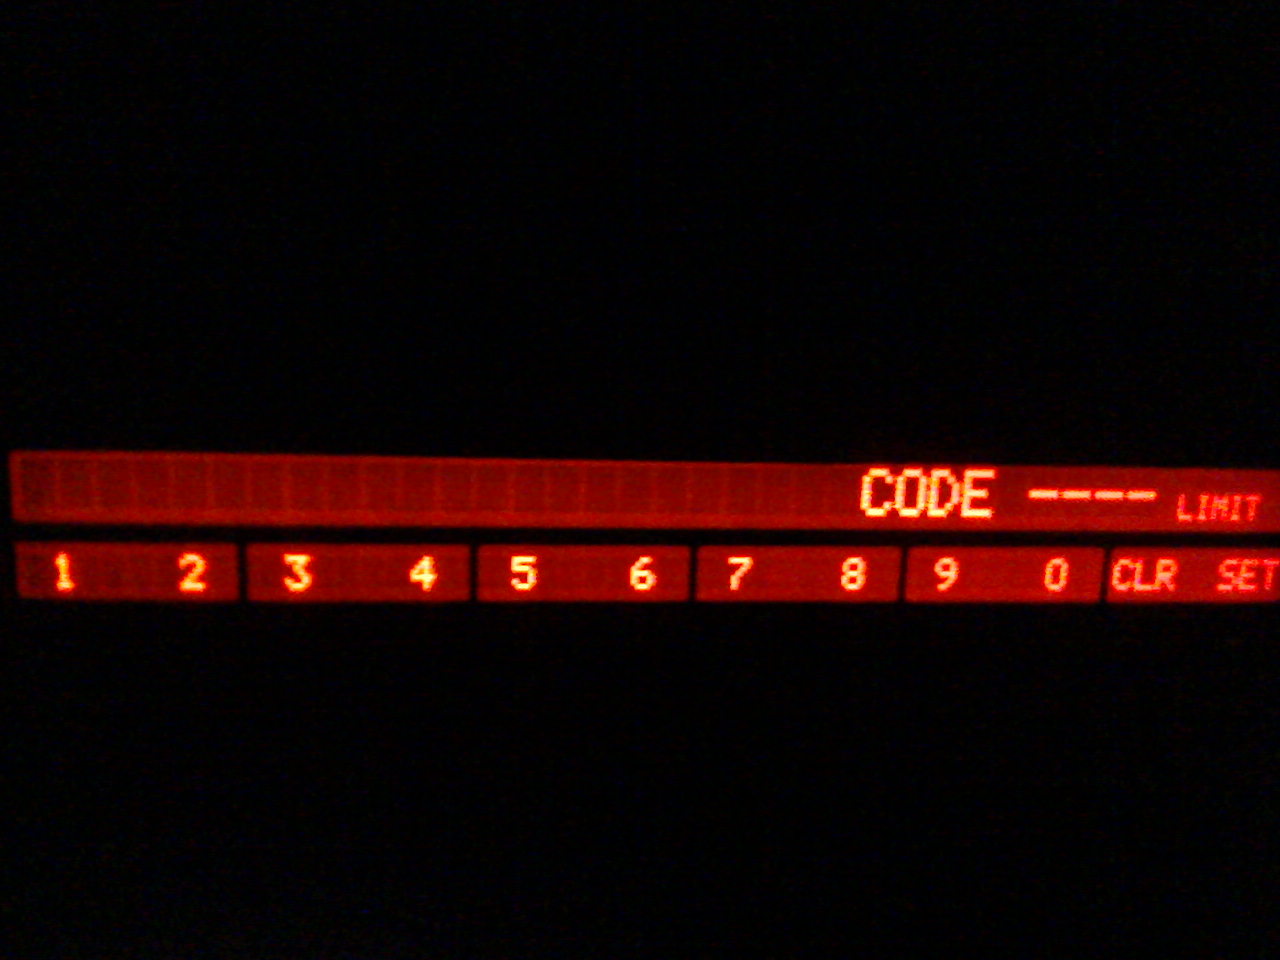 CODE ---- LIMIT
1 2 3 4 5 6 7 8 9 0 CLR SET